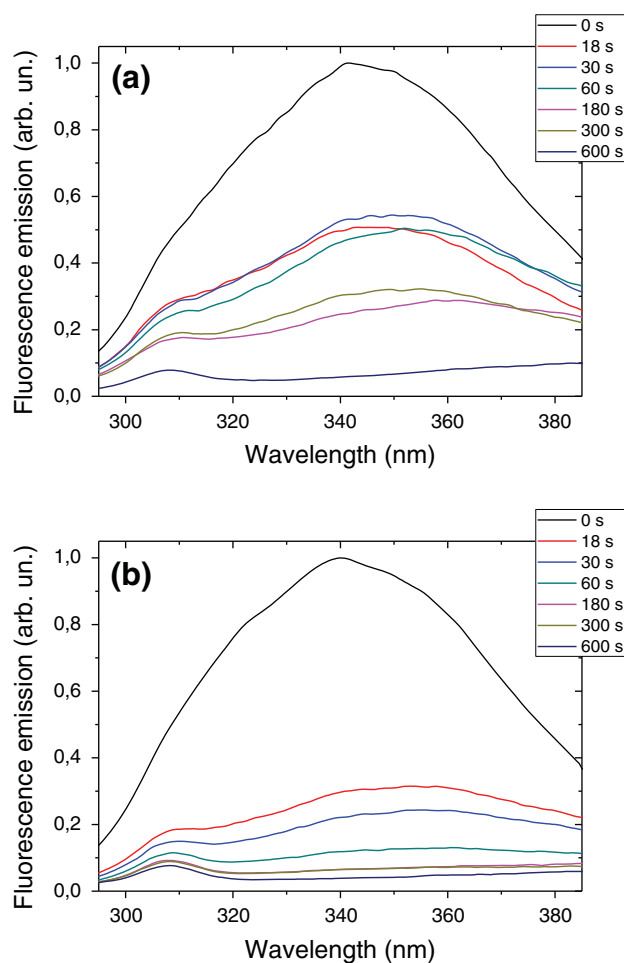 0 s
18 s
30 s
60 s
180 s
300 s
600 s
(a)
1,0
0,8
0,6
0,4
0,2
0,0
Fluorescence emission (arb. un.)
300 320 340 360 380
Wavelength (nm)
0 s
18 s
30 s
60 s
180 s
300 s
600 s
(b)
1,0
0,8
0,6
0,4
0,2
0,0
Fluorescence emission (arb. un.)
300 320 340 360 380
Wavelength (nm)